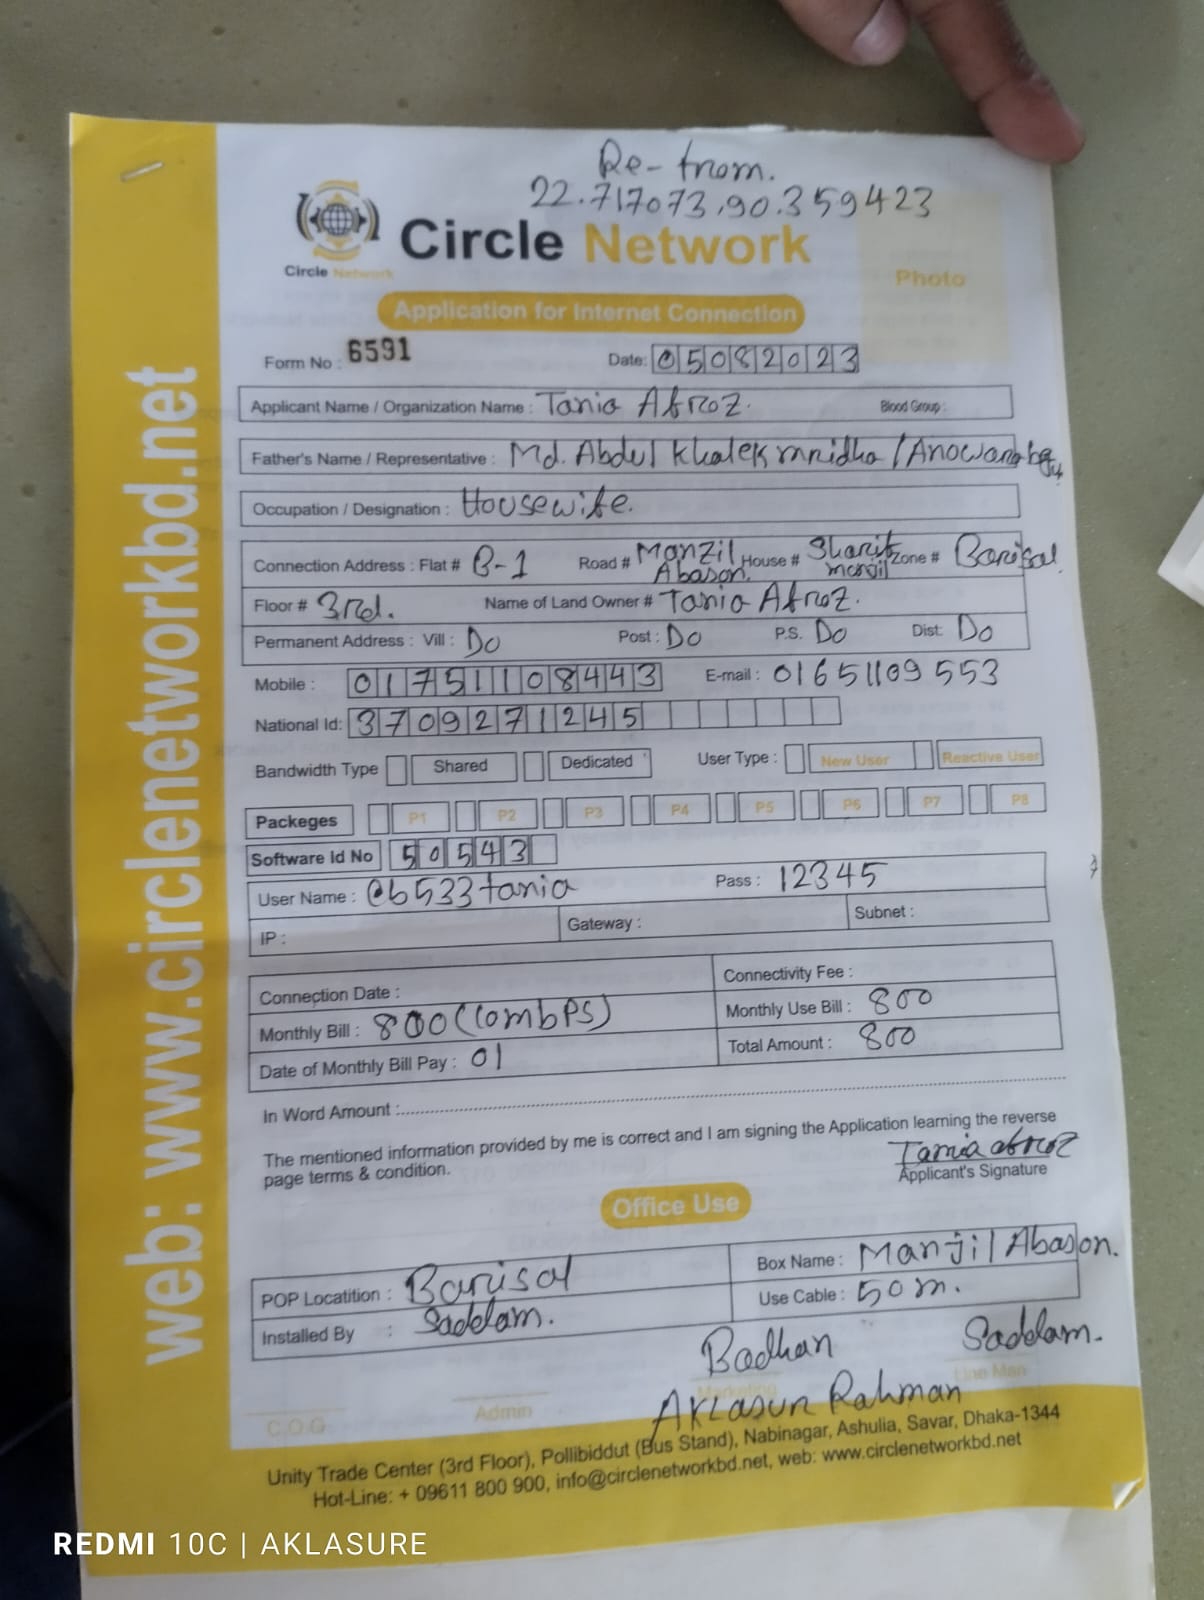 Re-from.
22.717073,90.359423
Circle Network
Circle Network
Photo
Application for Internet Connection
Form No : 6591
Date: 05082023
Applicant Name / Organization Name : Tania Afroz. Blood Group :
Father's Name / Representative : Md. Abdul Khalek mridha / Anowara
Occupation / Designation : Housewife.
Connection Address : Flat # B-1 Road # Manzil Abason. House # Sharif manjil Zone # Barisal
Floor # 3rd. Name of Land Owner # Tania Afroz.
Permanent Address : Vill : Do Post : Do P.S. Do Dist: Do
Mobile : 01751108443 E-mail : 01651109553
National Id: 3709271245
Bandwidth Type Shared Dedicated User Type : New User Reactive User
Packeges P1 P2 P3 P4 P5 P6 P7 P8
Software Id No 50543
User Name : @b533tania Pass : 12345
IP : Gateway : Subnet :
Connection Date : Connectivity Fee :
Monthly Bill : 800 (10mbPS) Monthly Use Bill : 800
Date of Monthly Bill Pay : 01 Total Amount : 800
In Word Amount :
The mentioned information provided by me is correct and I am signing the Application learning the reverse
page terms & condition.
Tania afroz
Applicant's Signature
Office Use
POP Locatition : Barisal Box Name : Manjil Abason.
Installed By : Saddam. Use Cable : 50m.
Badhan Saddam.
C.O.G Admin Marketing Line Man
AKLASUR Rahman
Unity Trade Center (3rd Floor), Pollibiddut (Bus Stand), Nabinagar, Ashulia, Savar, Dhaka-1344
Hot-Line: + 09611 800 900, info@circlenetworkbd.net, web: www.circlenetworkbd.net
web: www.circlenetworkbd.net
REDMI 10C | AKLASURE